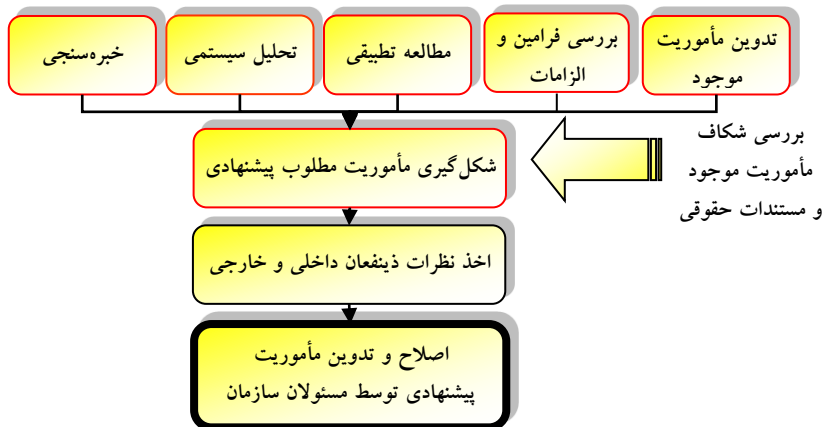 تدوین مأموریت
موجود
بررسی فرامین و
الزامات
مطالعه تطبیقی
تحلیل سیستمی
خبره‌سنجی
بررسی شکاف
مأموریت موجود
و مستندات حقوقی
شکل‌گیری مأموریت مطلوب پیشنهادی
اخذ نظرات ذینفعان داخلی و خارجی
اصلاح و تدوین مأموریت
پیشنهادی توسط مسئولان سازمان